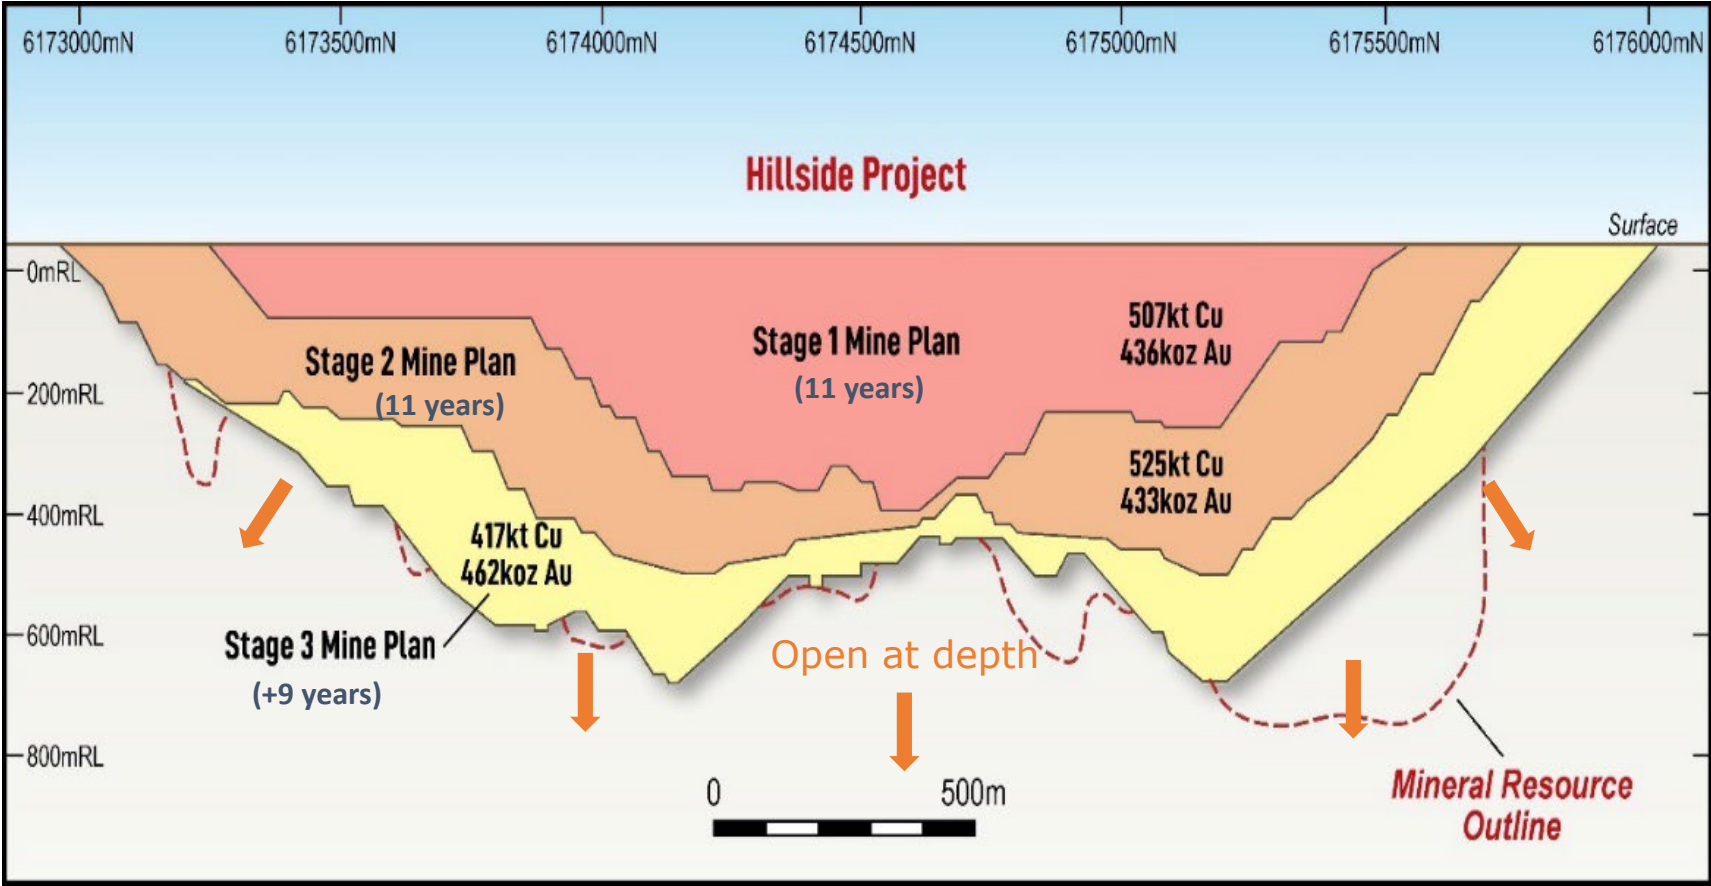 6173000mN 6173500mN 6174000mN 6174500mN 6175000mN 6175500mN 6176000mN
Hillside Project
Surface
0mRL
507kt Cu
436koz Au
Stage 1 Mine Plan
(11 years)
Stage 2 Mine Plan
(11 years)
200mRL
525kt Cu
433koz Au
400mRL
417kt Cu
462koz Au
600mRL
Stage 3 Mine Plan
(+9 years)
Open at depth
800mRL
0 500m
Mineral Resource
Outline